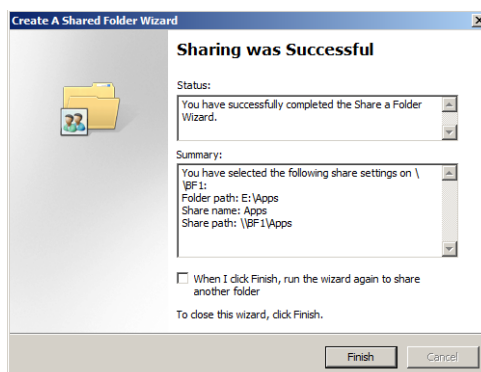 Create A Shared Folder Wizard
Sharing was Successful
Status:
You have successfully completed the Share a Folder
Wizard.
Summary:
You have selected the following share settings on \
\BF1:
Folder path: E:\Apps
Share name: Apps
Share path: \\BF1\Apps
When I click Finish, run the wizard again to share
another folder
To close this wizard, click Finish.
Finish
Cancel